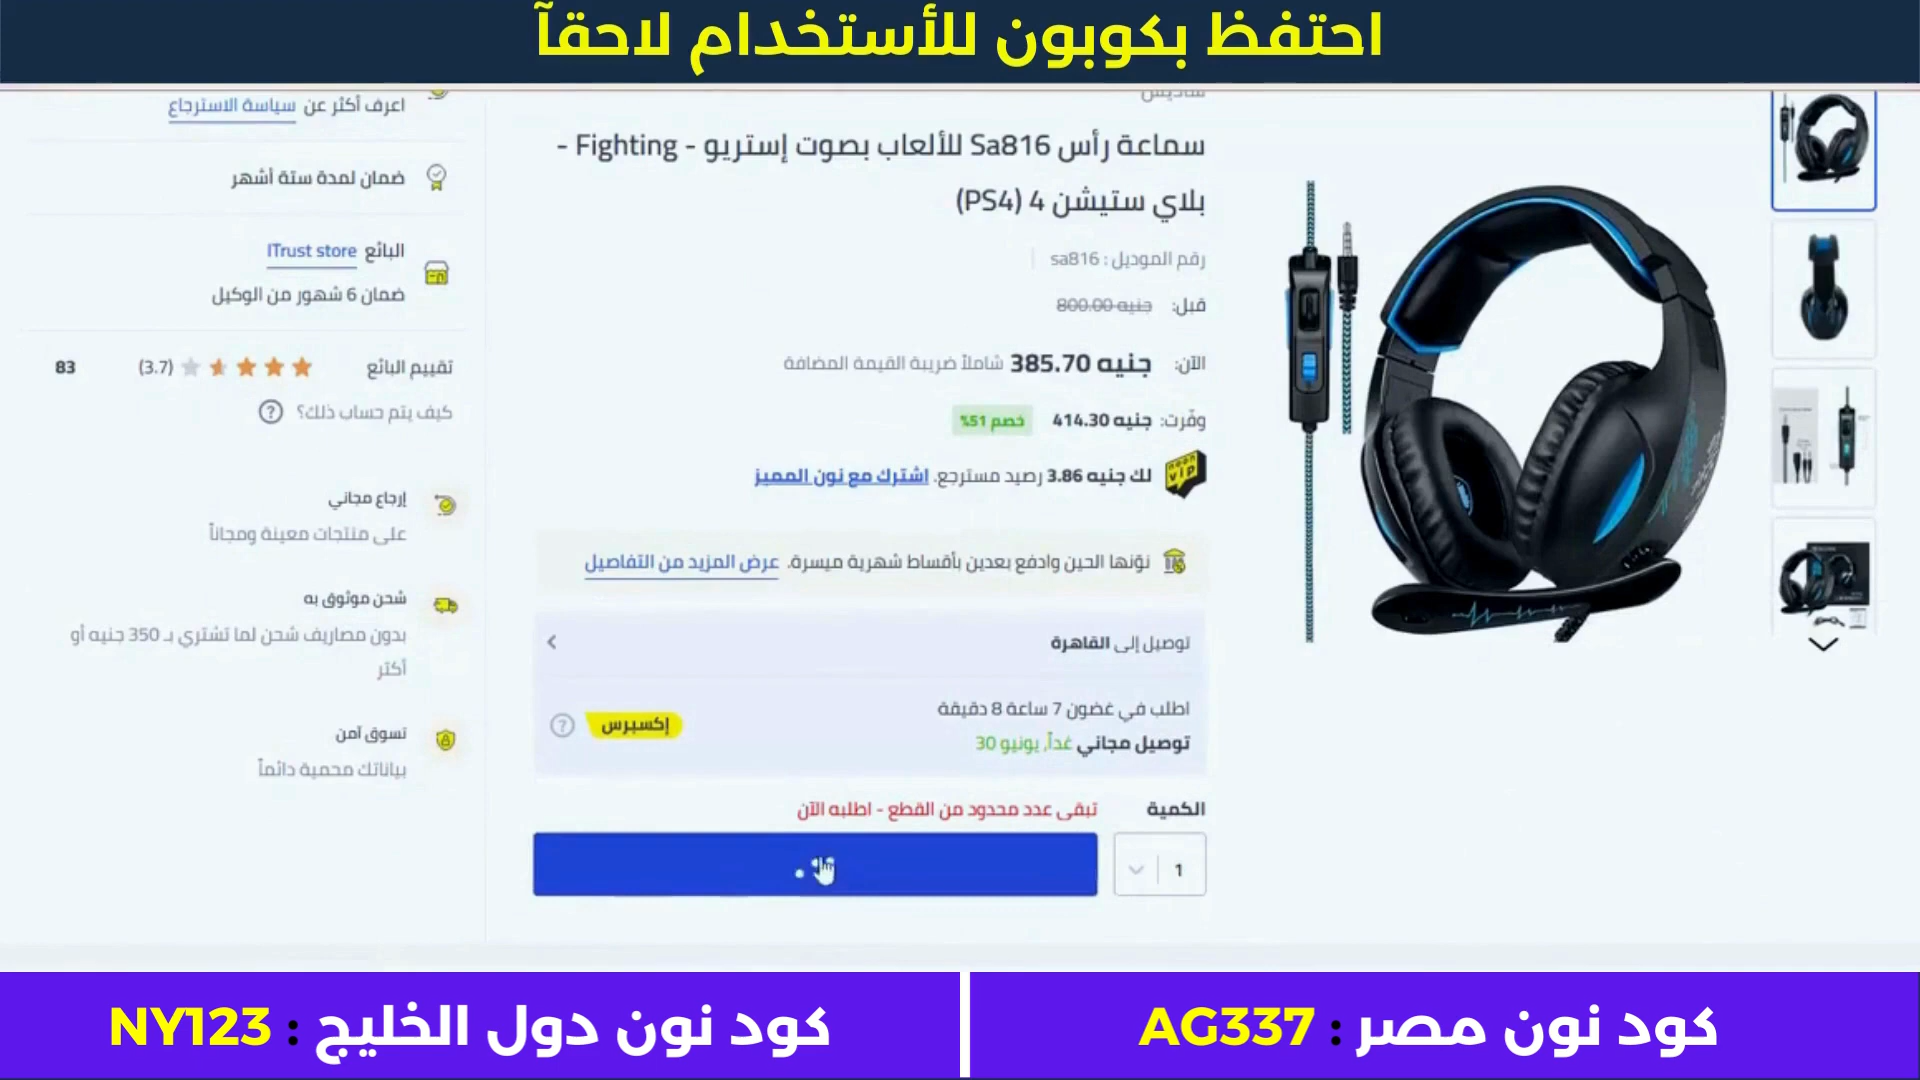 احتفظ بكوبون للأستخدام لاحقآ
ساديس
سماعة رأس Sa816 للألعاب بصوت إستريو - Fighting -
بلاي ستيشن 4 (PS4)
رقم الموديل : sa816
قبل: جنيه 800.00
الآن: جنيه 385.70 شاملاً ضريبة القيمة المضافة
وفّرت: جنيه 414.30 خصم 51%
noon vip
لك جنيه 3.86 رصيد مسترجع. اشترك مع نون المميز
نوّنها الحين وادفع بعدين بأقساط شهرية ميسرة. عرض المزيد من التفاصيل
توصيل إلى القاهرة
اطلب في غضون 7 ساعة 8 دقيقة
توصيل مجاني غداً, يونيو 30
إكسبرس
الكمية تبقى عدد محدود من القطع - اطلبه الآن
1
اعرف أكثر عن سياسة الاسترجاع
ضمان لمدة ستة أشهر
البائع ITrust store
ضمان 6 شهور من الوكيل
تقييم البائع (3.7) 83
كيف يتم حساب ذلك؟
إرجاع مجاني
على منتجات معينة ومجاناً
شحن موثوق به
بدون مصاريف شحن لما تشتري بـ 350 جنيه أو
أكثر
تسوق آمن
بياناتك محمية دائماً
كود نون مصر : AG337
كود نون دول الخليج : NY123